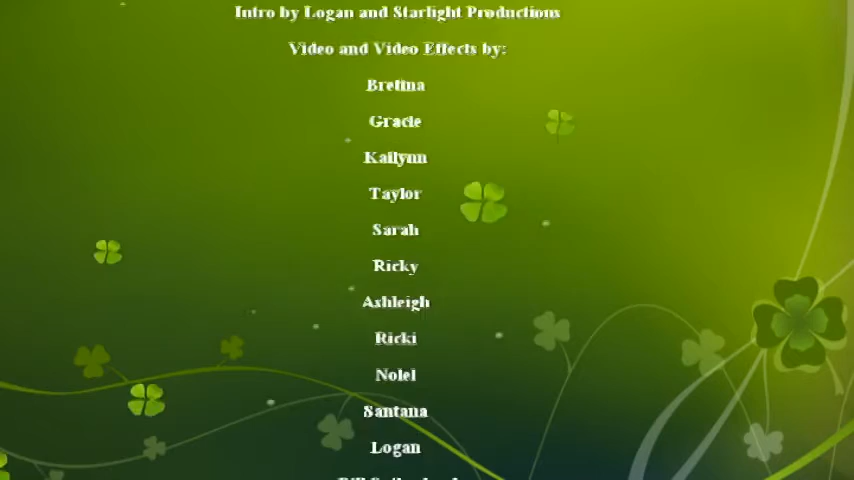 Intro by Logan and Starlight Productions
Video and Video Effects by:
Bretina
Gracie
Kailynn
Taylor
Sarah
Ricky
Ashleigh
Ricki
Nolel
Santana
Logan